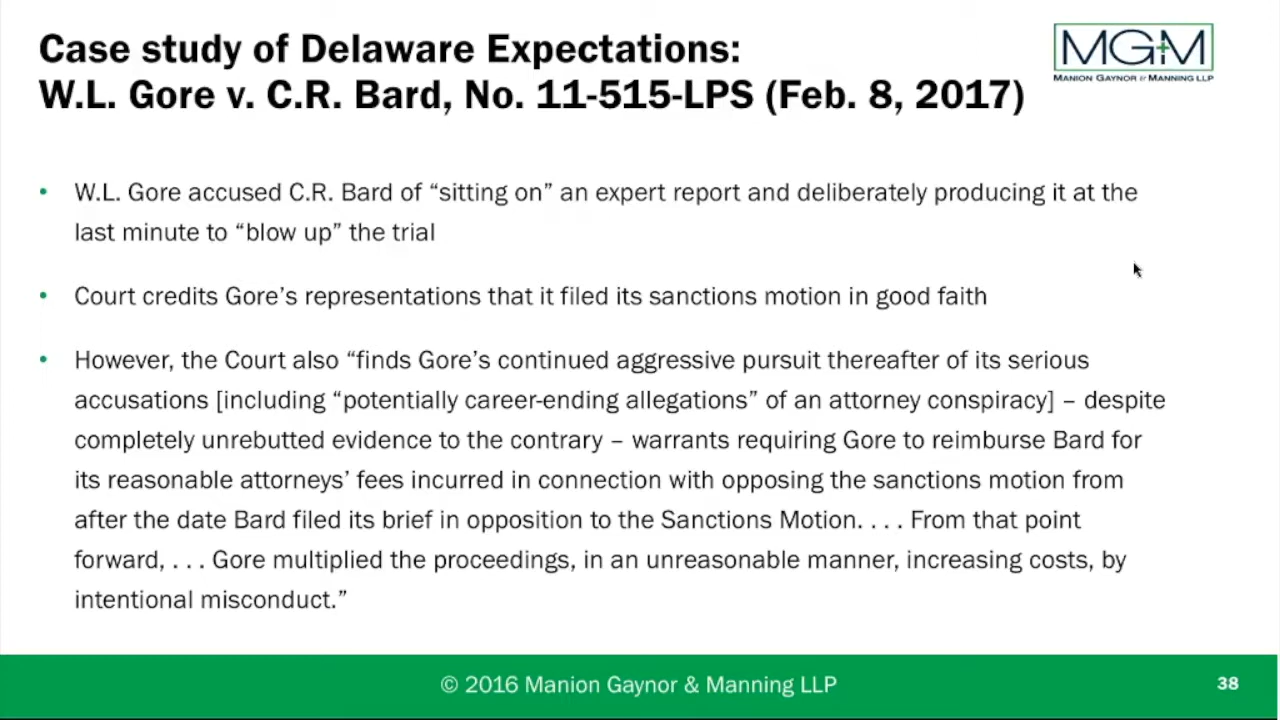 Case study of Delaware Expectations:
W.L. Gore v. C.R. Bard, No. 11-515-LPS (Feb. 8, 2017)
MG+M
MANION GAYNOR & MANNING LLP
• W.L. Gore accused C.R. Bard of “sitting on” an expert report and deliberately producing it at the
last minute to “blow up” the trial
• Court credits Gore’s representations that it filed its sanctions motion in good faith
• However, the Court also “finds Gore’s continued aggressive pursuit thereafter of its serious
accusations [including “potentially career-ending allegations” of an attorney conspiracy] – despite
completely unrebutted evidence to the contrary – warrants requiring Gore to reimburse Bard for
its reasonable attorneys’ fees incurred in connection with opposing the sanctions motion from
after the date Bard filed its brief in opposition to the Sanctions Motion. . . . From that point
forward, . . . Gore multiplied the proceedings, in an unreasonable manner, increasing costs, by
intentional misconduct.”
© 2016 Manion Gaynor & Manning LLP
38